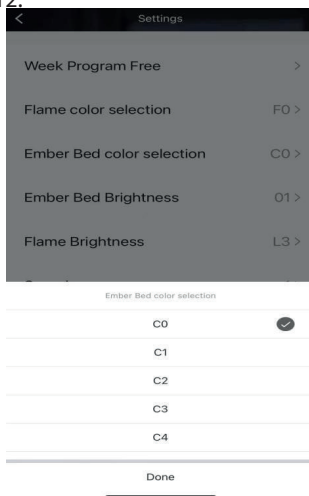 12.
Settings
Week Program Free
Flame color selection F0
Ember Bed color selection C0
Ember Bed Brightness 01
Flame Brightness L3
Ember Bed color selection
C0
C1
C2
C3
C4
Done